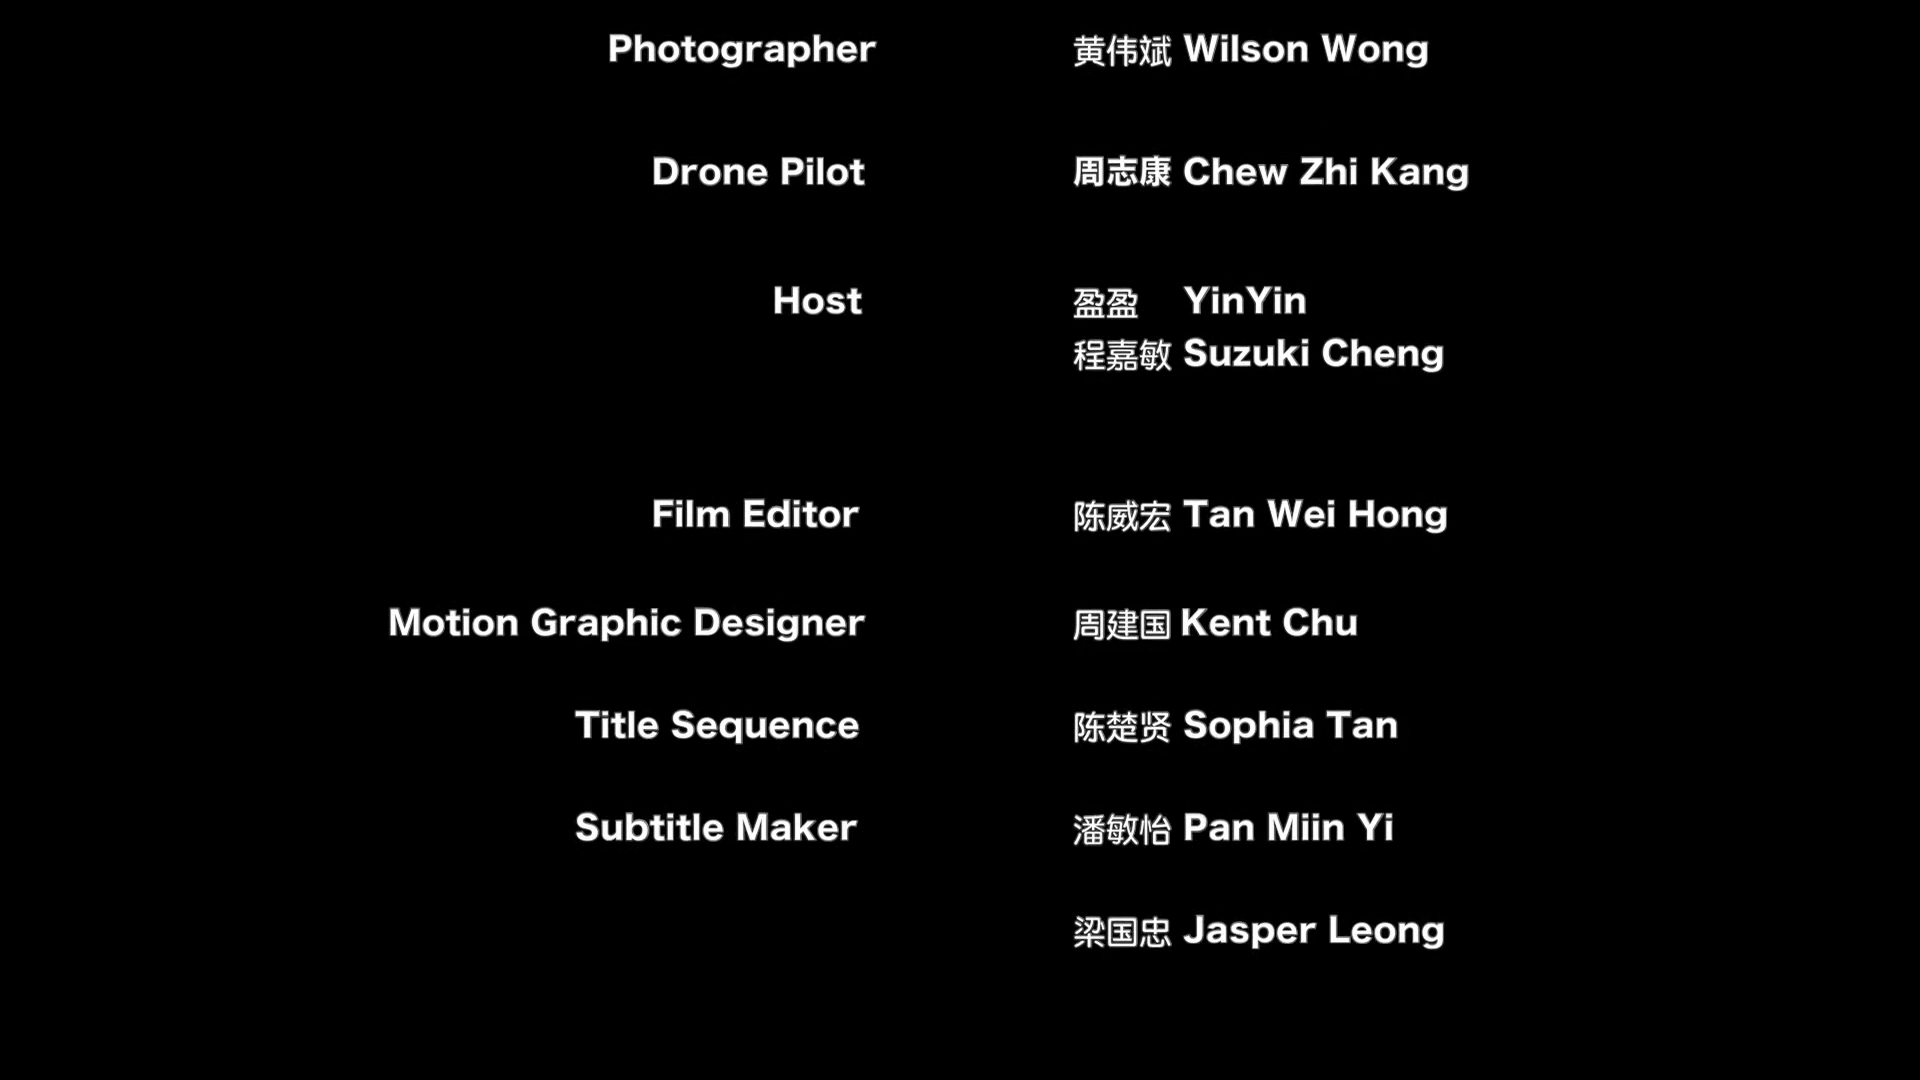 Photographer 黄伟斌 Wilson Wong
Drone Pilot 周志康 Chew Zhi Kang
Host 盈盈 YinYin
程嘉敏 Suzuki Cheng
Film Editor 陈威宏 Tan Wei Hong
Motion Graphic Designer 周建国 Kent Chu
Title Sequence 陈楚贤 Sophia Tan
Subtitle Maker 潘敏怡 Pan Miin Yi
梁国忠 Jasper Leong